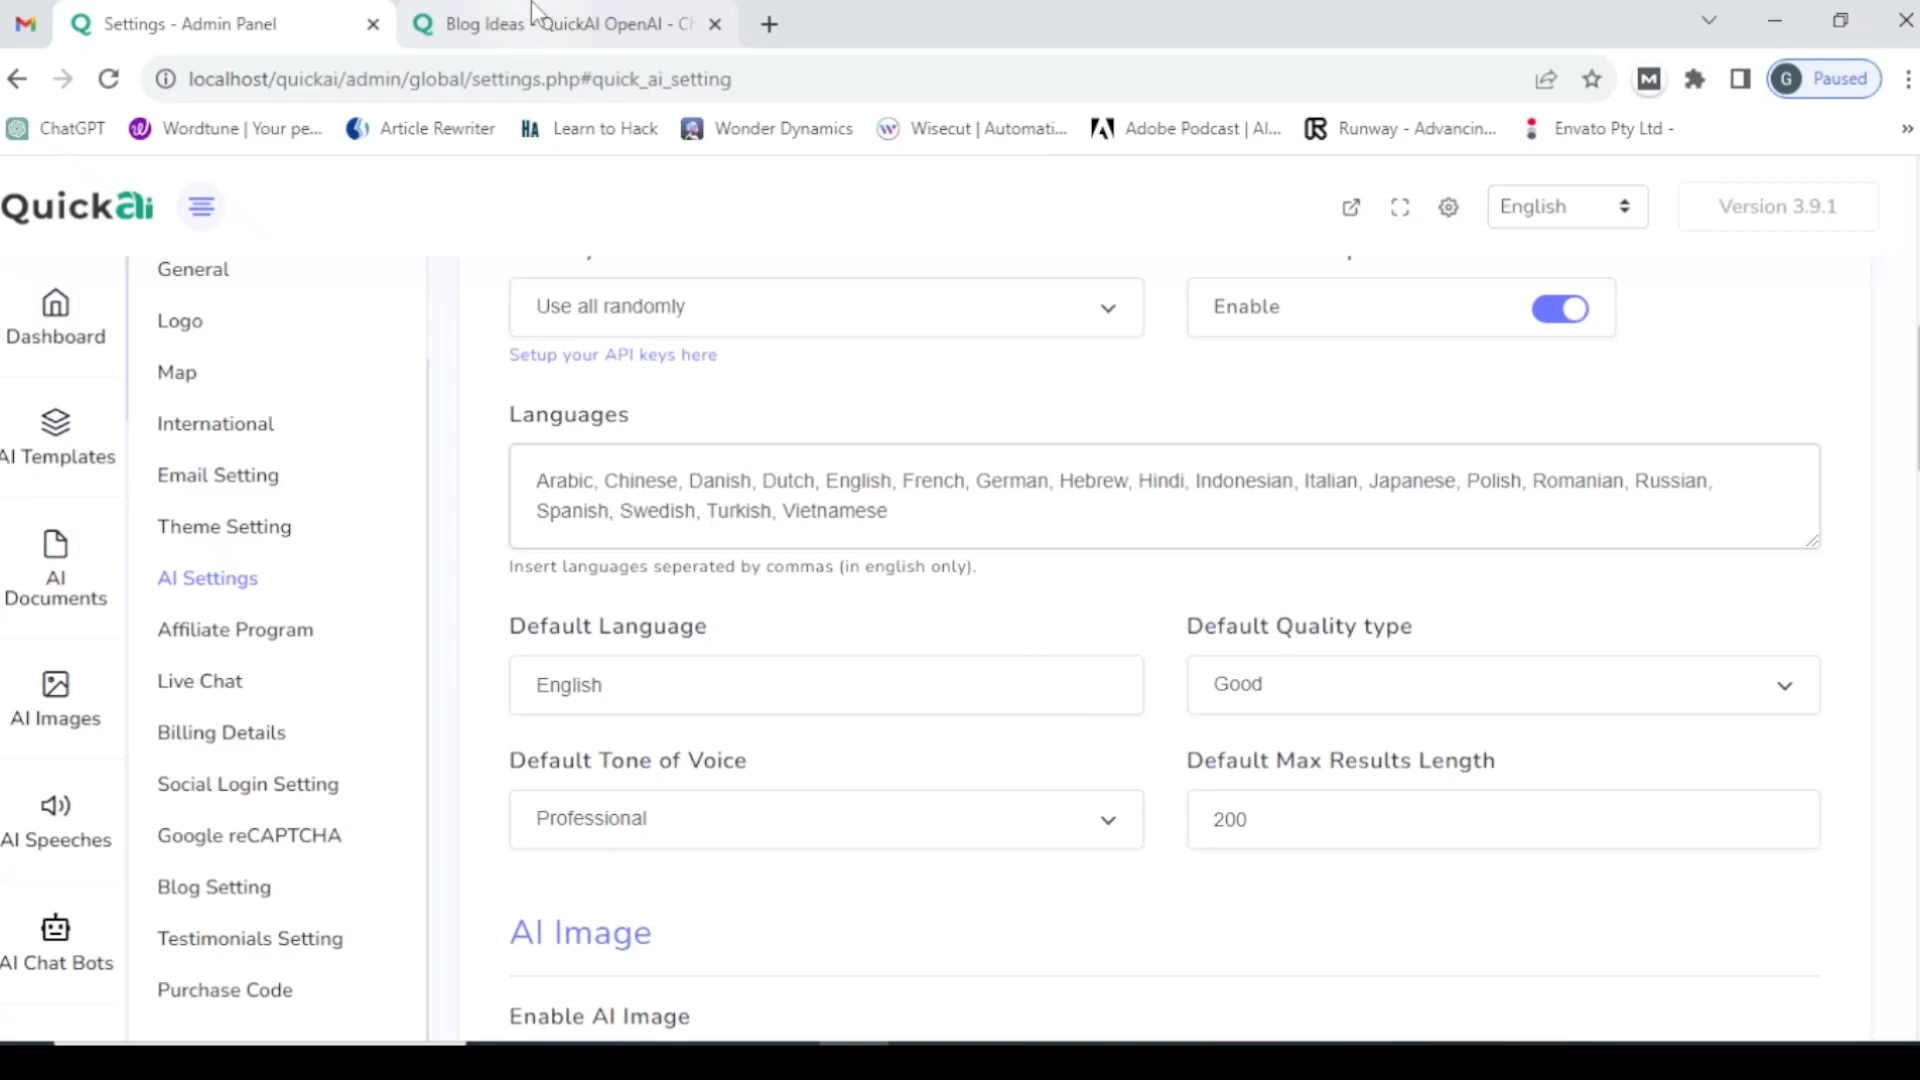 Settings - Admin Panel
Blog Ideas - QuickAI OpenAI - Ch
localhost/quickai/admin/global/settings.php#quick_ai_setting
G Paused
ChatGPT
Wordtune | Your pe...
Article Rewriter
HA Learn to Hack
Wonder Dynamics
Wisecut | Automati...
Adobe Podcast | AI...
Runway - Advancin...
Envato Pty Ltd -
QuickAi
English
Version 3.9.1
Dashboard
AI Templates
AI Documents
AI Images
AI Speeches
AI Chat Bots
General
Logo
Map
International
Email Setting
Theme Setting
AI Settings
Affiliate Program
Live Chat
Billing Details
Social Login Setting
Google reCAPTCHA
Blog Setting
Testimonials Setting
Purchase Code
Use all randomly
Enable
Setup your API keys here
Languages
Arabic, Chinese, Danish, Dutch, English, French, German, Hebrew, Hindi, Indonesian, Italian, Japanese, Polish, Romanian, Russian,
Spanish, Swedish, Turkish, Vietnamese
Insert languages seperated by commas (in english only).
Default Language
Default Quality type
English
Good
Default Tone of Voice
Default Max Results Length
Professional
200
AI Image
Enable AI Image